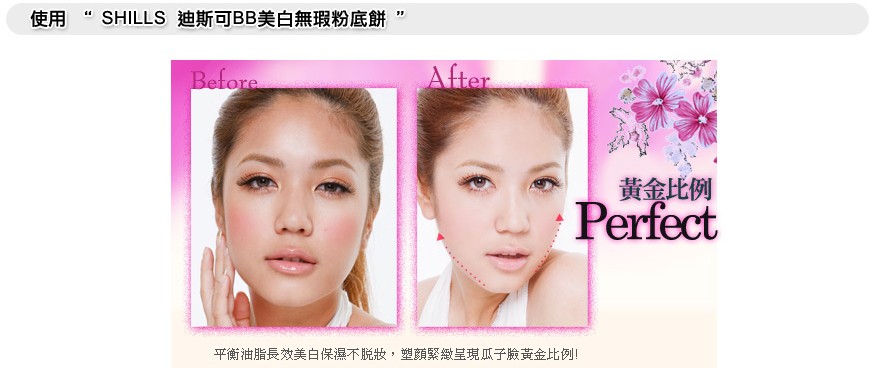 使用 “ SHILLS 迪斯可BB美白無瑕粉底餅 ”
Before
After
黃金比例
Perfect
平衡油脂長效美白保濕不脱妝，塑顏緊緻呈現瓜子臉黃金比例!